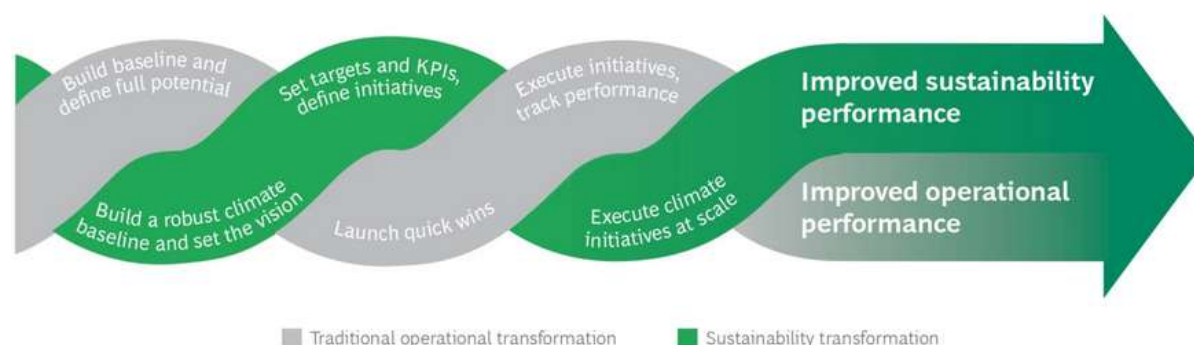 Build baseline and
define full potential
Set targets and KPIs,
define initiatives
Execute initiatives,
track performance
Improved sustainability
performance
Build a robust climate
baseline and set the vision
Launch quick wins
Execute climate
initiatives at scale
Improved operational
performance
Traditional operational transformation
Sustainability transformation